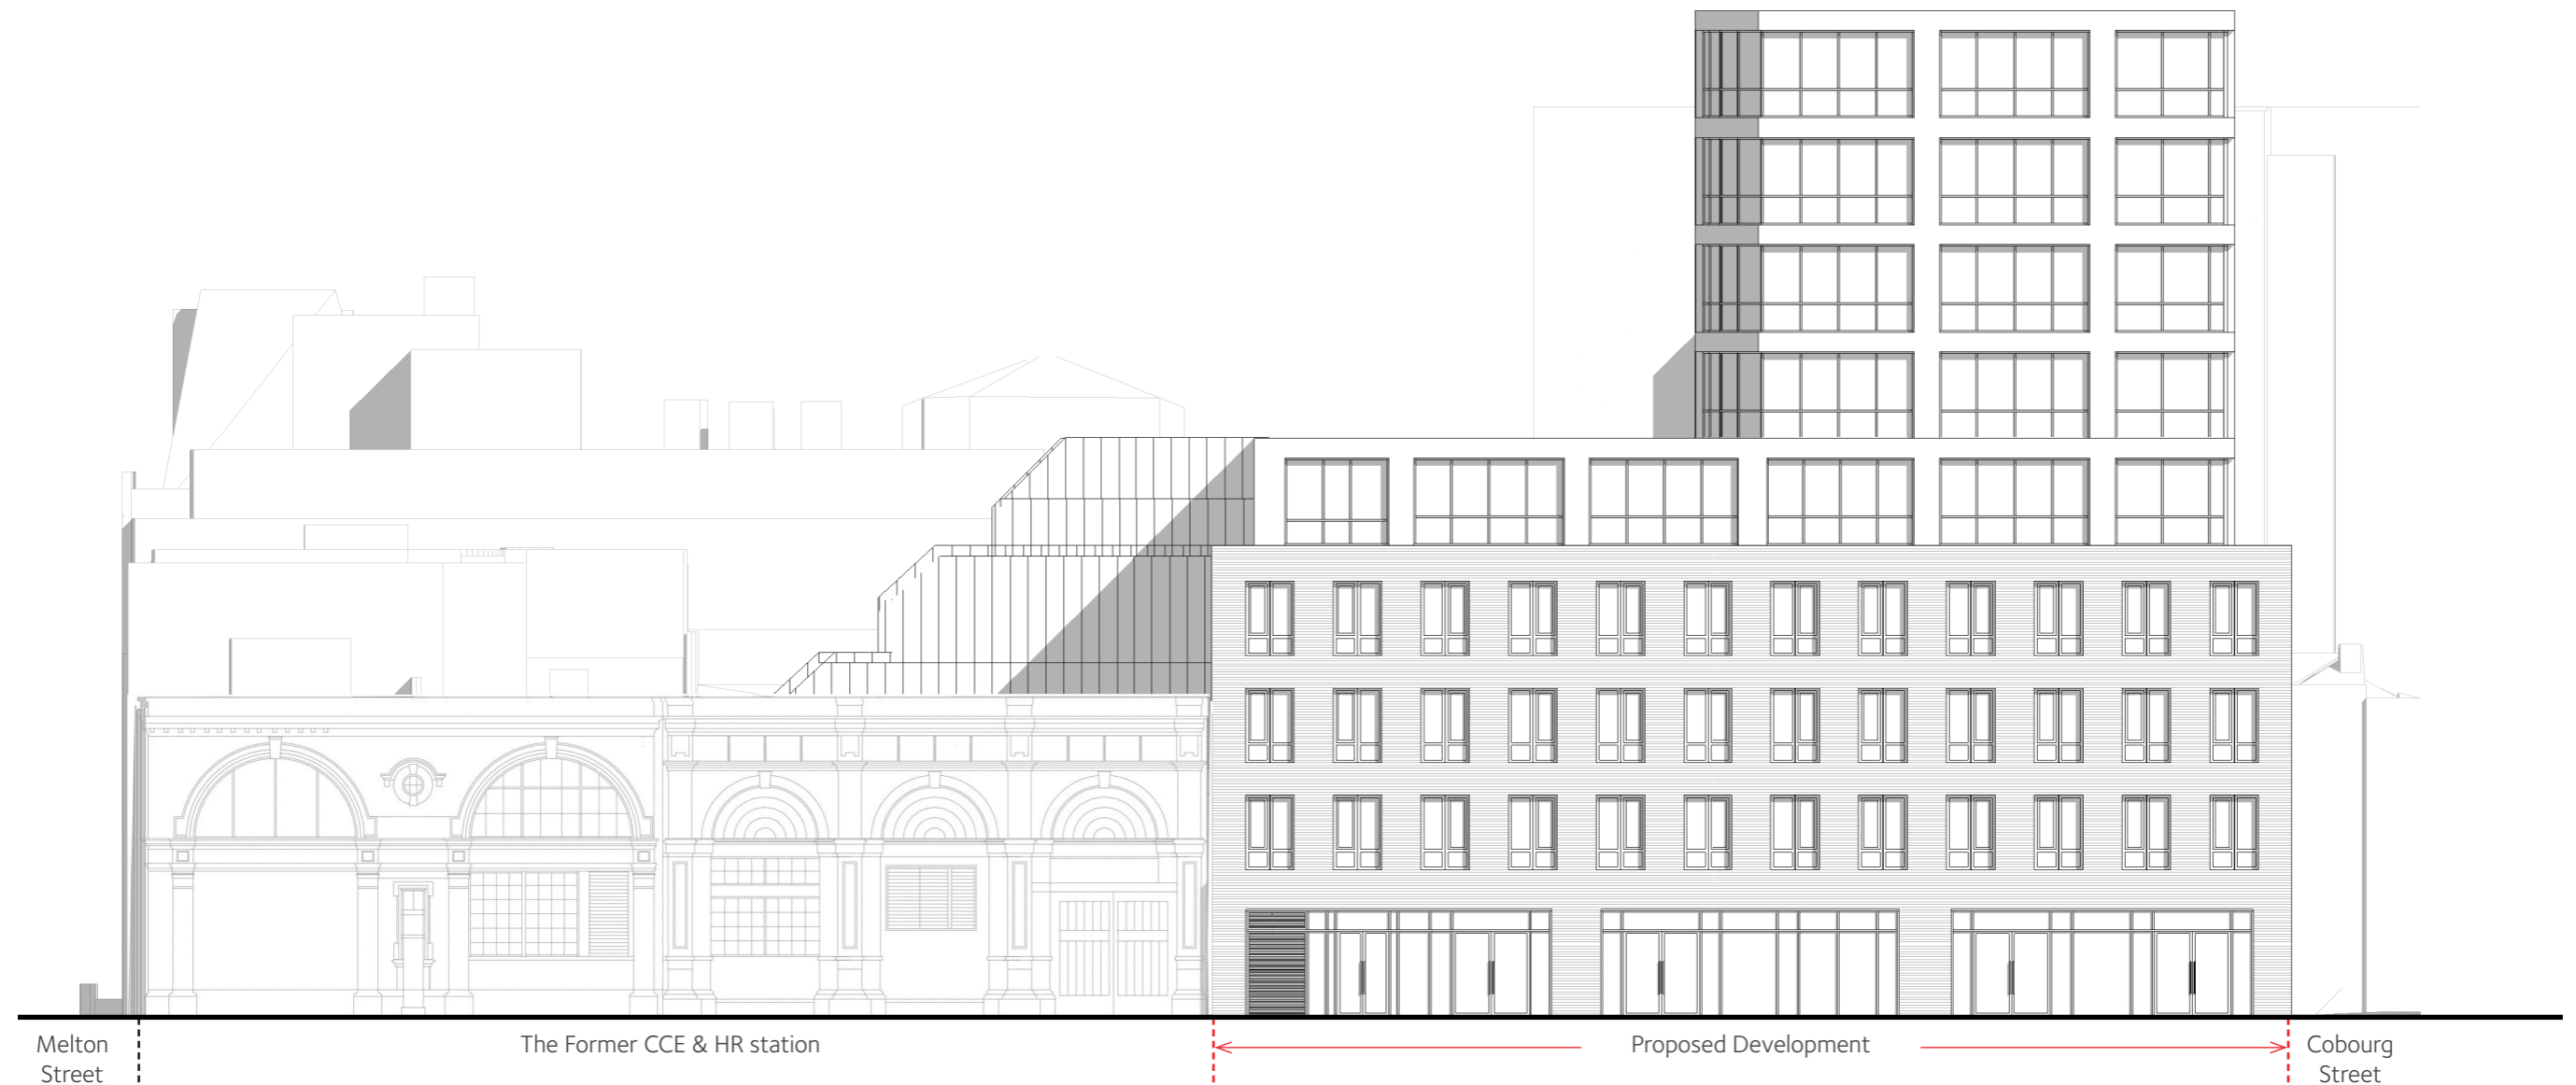 Melton
Street
The Former CCE & HR station
Proposed Development
Cobourg
Street